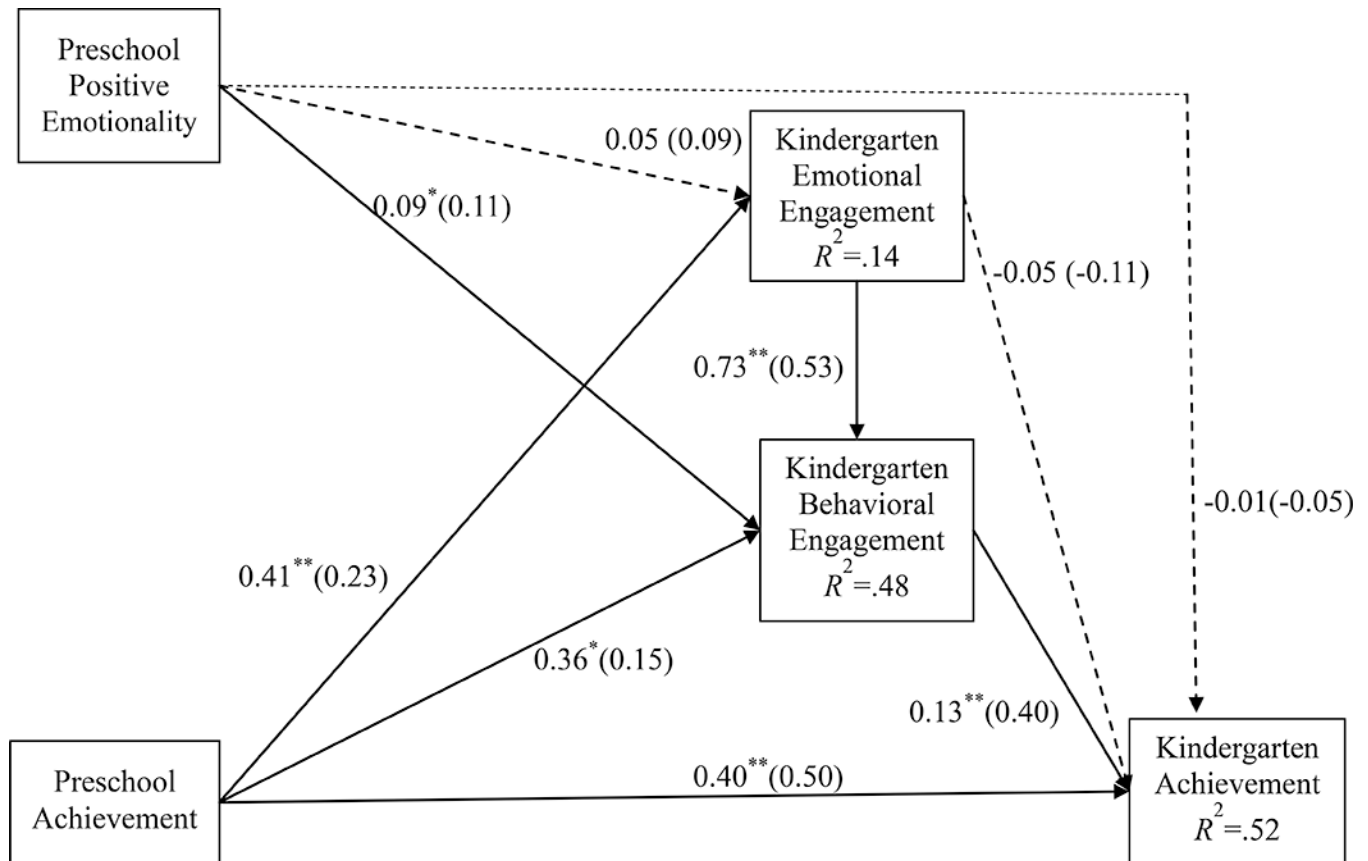 Preschool
Positive
Emotionality
0.05 (0.09)
Kindergarten
Emotional
Engagement
R²=.14
0.09*(0.11)
-0.05 (-0.11)
0.73**(0.53)
Kindergarten
Behavioral
Engagement
R²=.48
-0.01(-0.05)
0.41**(0.23)
0.36*(0.15)
0.13**(0.40)
Preschool
Achievement
0.40**(0.50)
Kindergarten
Achievement
R²=.52